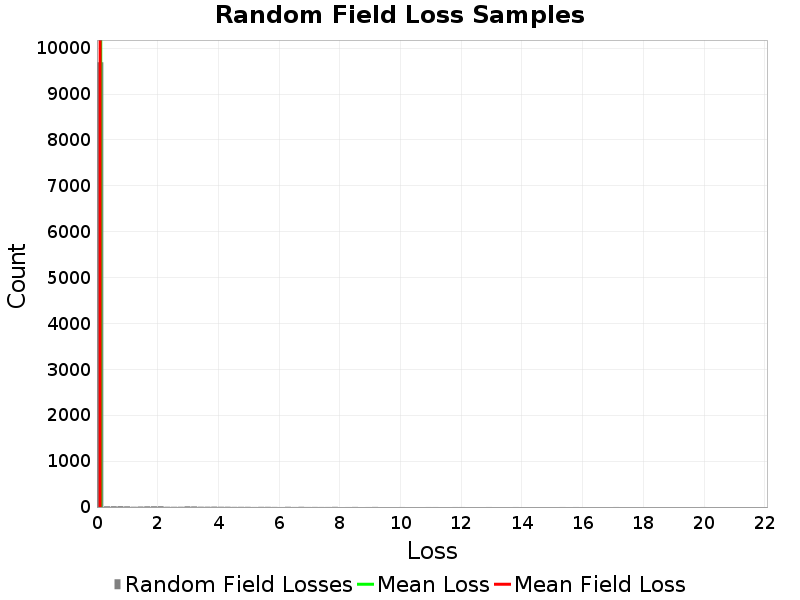 Random Field Loss Samples
10000
9000
8000
7000
6000
5000
4000
3000
2000
1000
0
Count
0 2 4 6 8 10 12 14 16 18 20 22
Loss
Random Field Losses Mean Loss Mean Field Loss